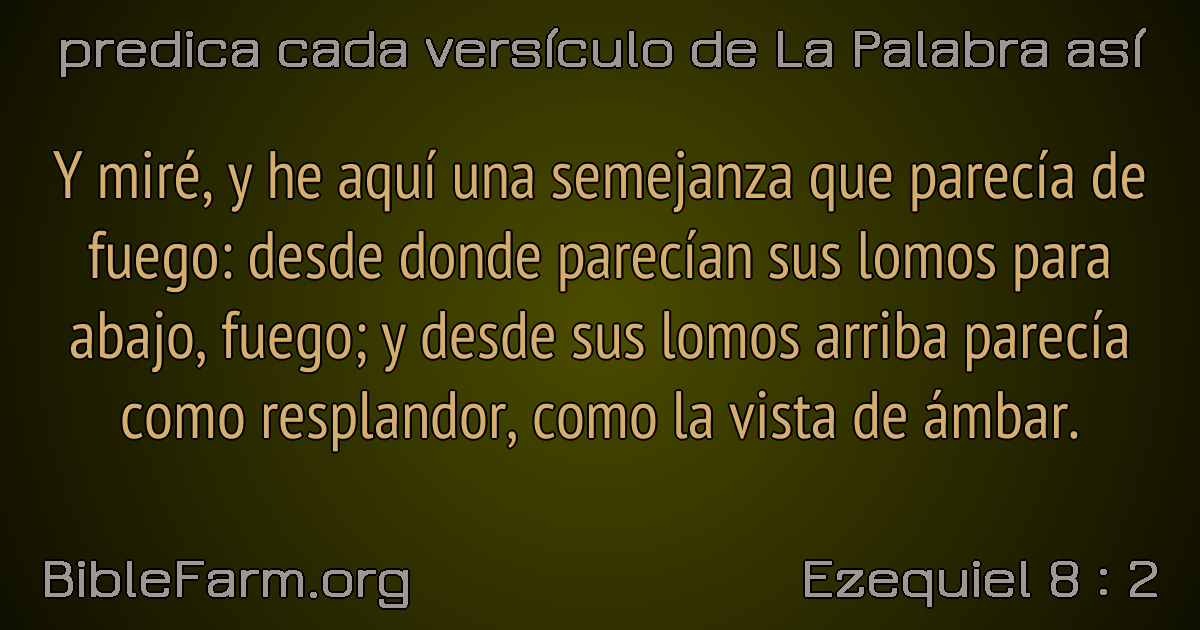 predica cada versículo de La Palabra así
Y miré, y he aquí una semejanza que parecía de
fuego: desde donde parecían sus lomos para
abajo, fuego; y desde sus lomos arriba parecía
como resplandor, como la vista de ámbar.
BibleFarm.org
Ezequiel 8 : 2